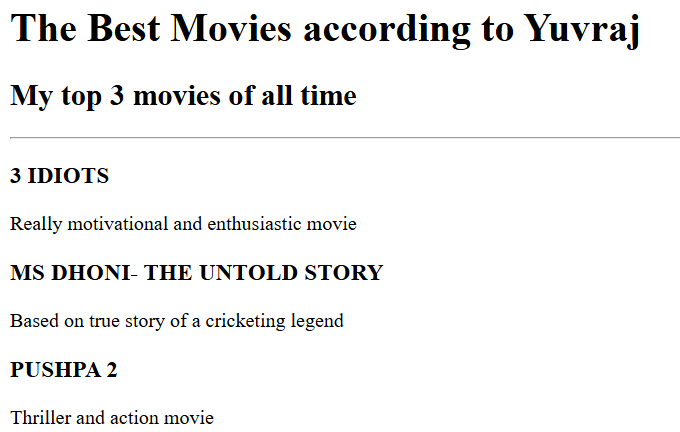 The Best Movies according to Yuvraj
My top 3 movies of all time
3 IDIOTS
Really motivational and enthusiastic movie
MS DHONI- THE UNTOLD STORY
Based on true story of a cricketing legend
PUSHPA 2
Thriller and action movie